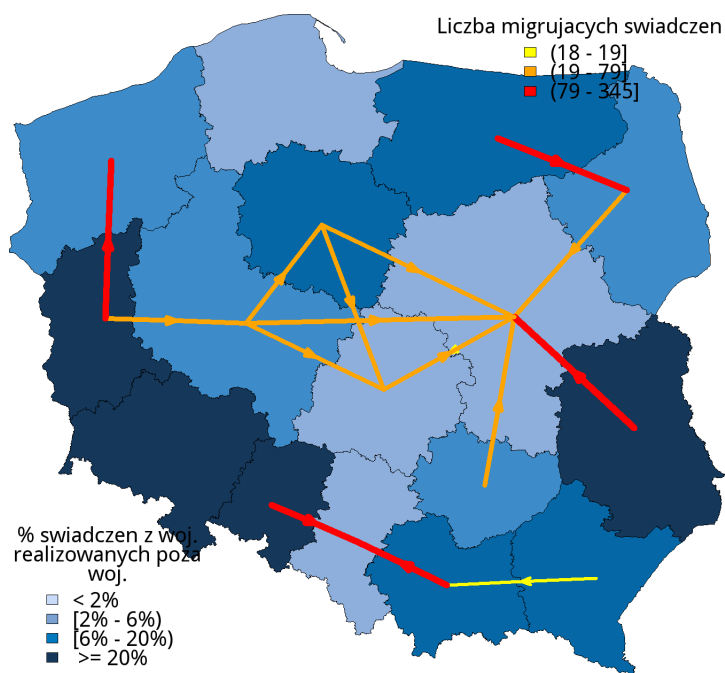 Liczba migrujacych swiadczen
(18 - 19]
(19 - 79]
(79 - 345]
% swiadczen z woj.
realizowanych poza
woj.
< 2%
[2% - 6%)
[6% - 20%)
>= 20%